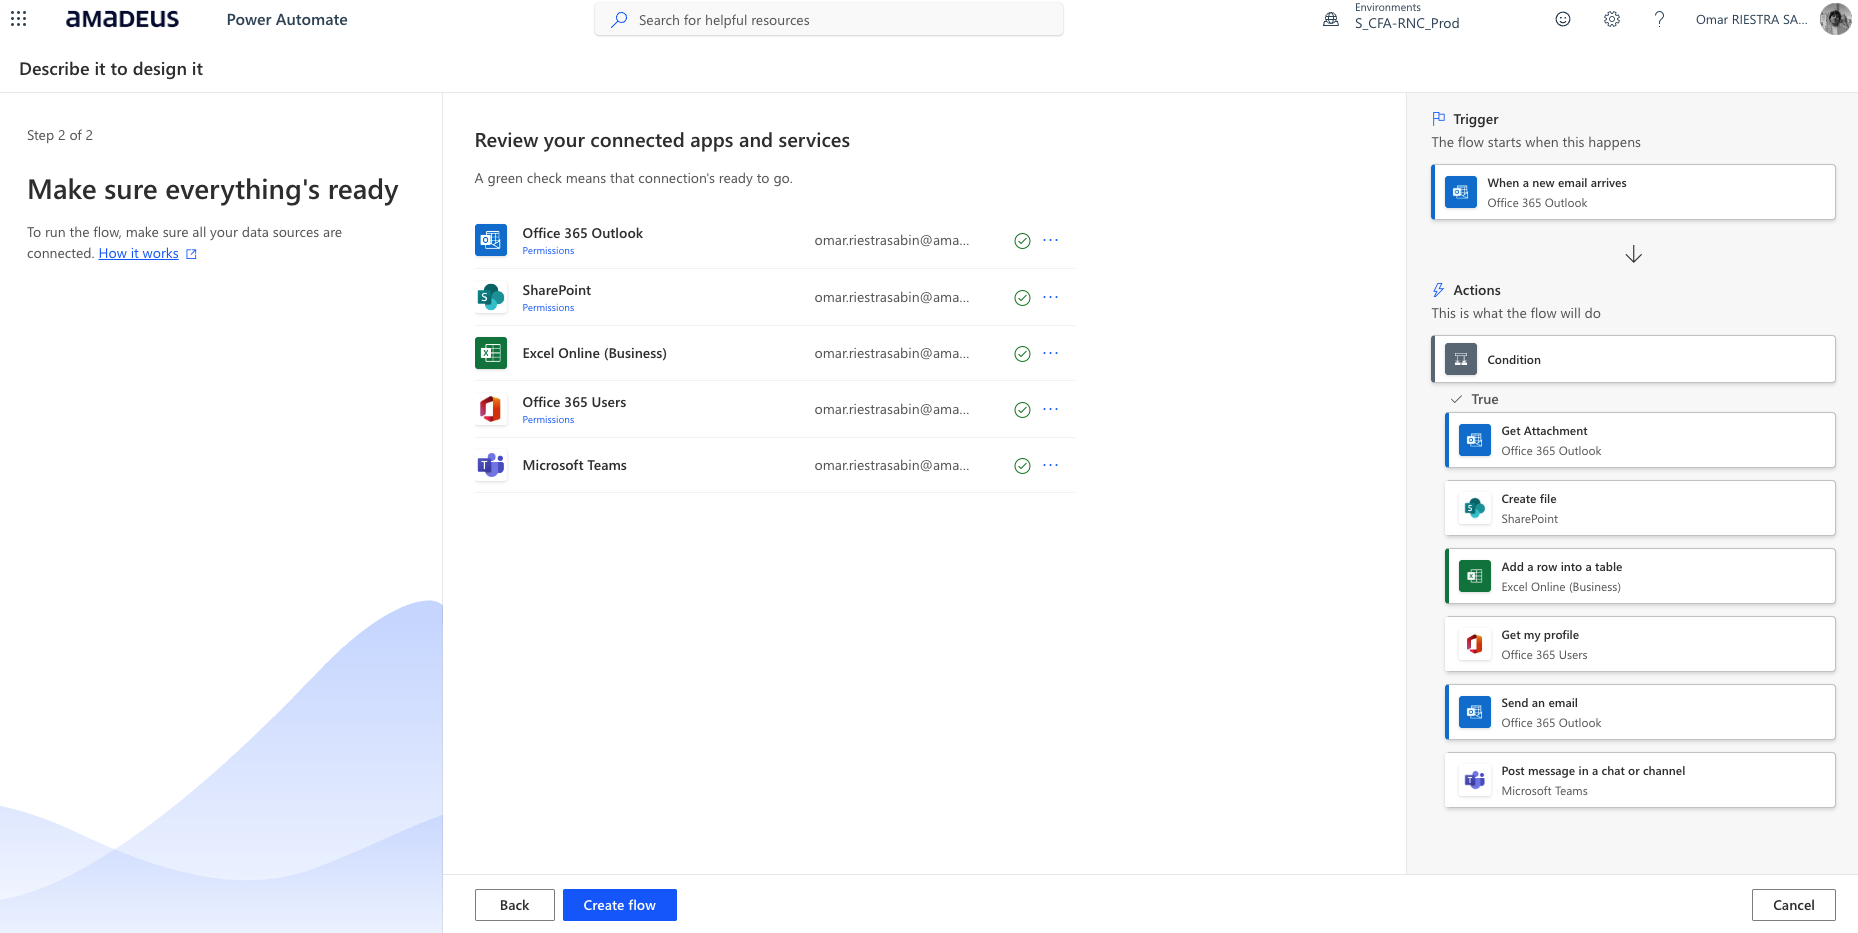 amadeus
Power Automate
Search for helpful resources
Environments
S_CFA-RNC_Prod
Omar RIESTRA SA...
Describe it to design it
Step 2 of 2
Make sure everything's ready
To run the flow, make sure all your data sources are
connected. How it works
Review your connected apps and services
A green check means that connection's ready to go.
Office 365 Outlook
Permissions
omar.riestrasabin@ama...
SharePoint
Permissions
omar.riestrasabin@ama...
Excel Online (Business)
omar.riestrasabin@ama...
Office 365 Users
Permissions
omar.riestrasabin@ama...
Microsoft Teams
omar.riestrasabin@ama...
Back
Create flow
Trigger
The flow starts when this happens
When a new email arrives
Office 365 Outlook
Actions
This is what the flow will do
Condition
True
Get Attachment
Office 365 Outlook
Create file
SharePoint
Add a row into a table
Excel Online (Business)
Get my profile
Office 365 Users
Send an email
Office 365 Outlook
Post message in a chat or channel
Microsoft Teams
Cancel